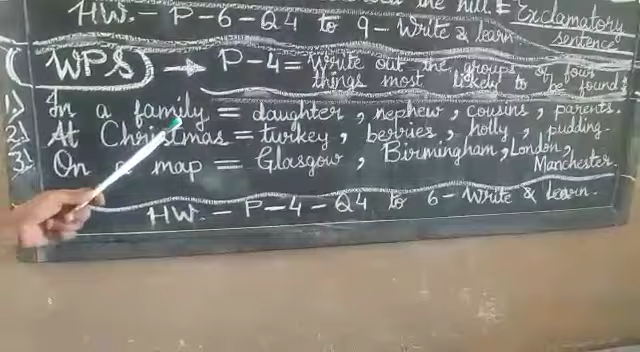 the hill. Exclamatory
HW. - P-6-Q4 to 9 - Write & learn sentence
(WPS) → P-4 = Write out the groups of four
things most likely to be found
1) In a family = daughter, nephew, cousins, parents.
2) At Christmas = turkey, berries, holly, pudding.
3) On a map = Glasgow, Birmingham, London,
Manchester.
HW. - P-4 - Q4 to 6 - Write & Learn.